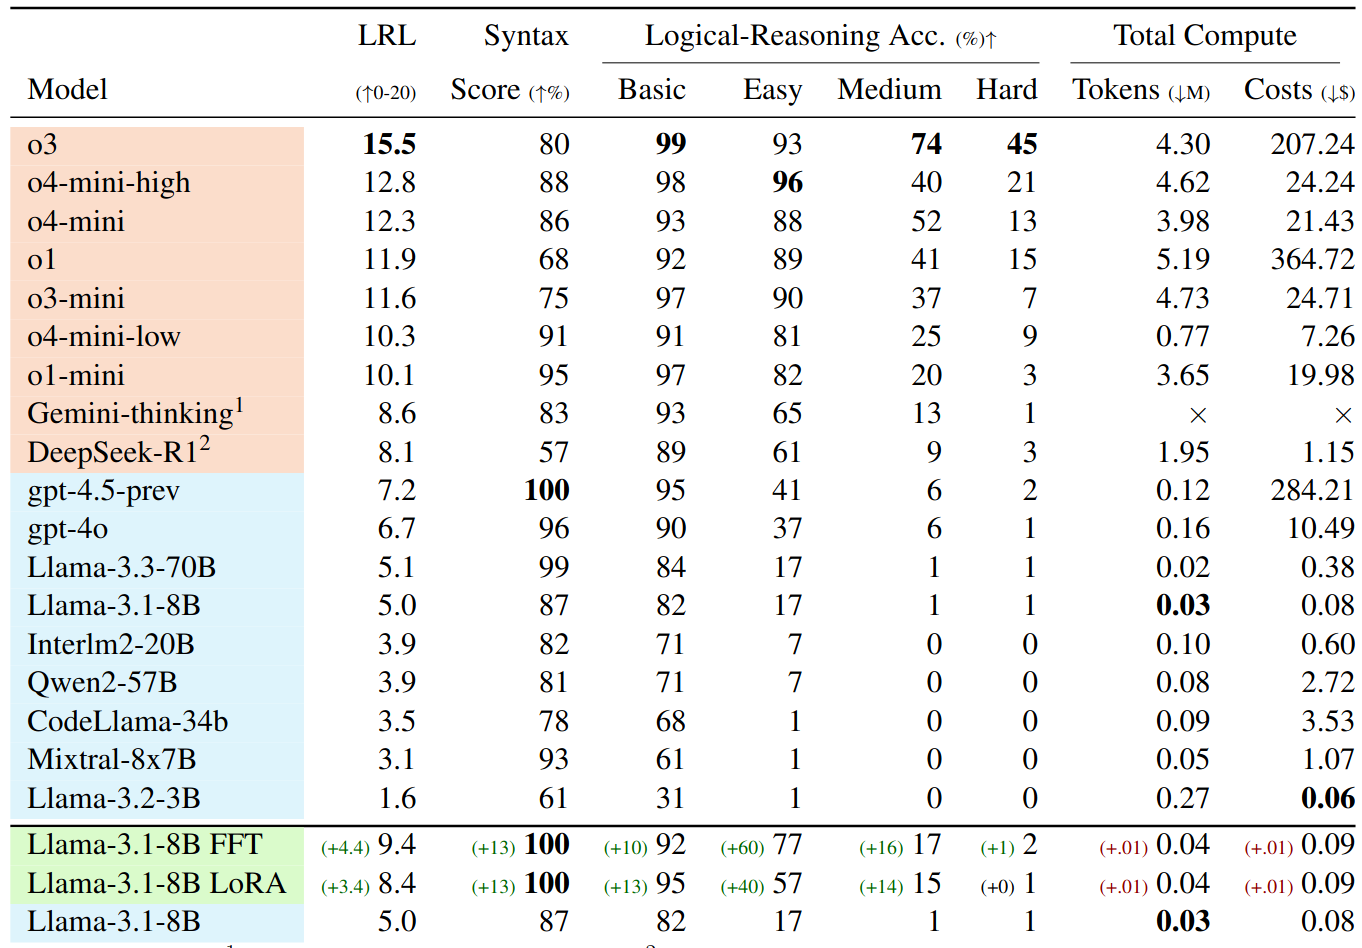 LRL Syntax Logical-Reasoning Acc. (%)↑ Total Compute
Model (↑0-20) Score (↑%) Basic Easy Medium Hard Tokens (↓M) Costs (↓$)
o3 15.5 80 99 93 74 45 4.30 207.24
o4-mini-high 12.8 88 98 96 40 21 4.62 24.24
o4-mini 12.3 86 93 88 52 13 3.98 21.43
o1 11.9 68 92 89 41 15 5.19 364.72
o3-mini 11.6 75 97 90 37 7 4.73 24.71
o4-mini-low 10.3 91 91 81 25 9 0.77 7.26
o1-mini 10.1 95 97 82 20 3 3.65 19.98
Gemini-thinking¹ 8.6 83 93 65 13 1 × ×
DeepSeek-R1² 8.1 57 89 61 9 3 1.95 1.15
gpt-4.5-prev 7.2 100 95 41 6 2 0.12 284.21
gpt-4o 6.7 96 90 37 6 1 0.16 10.49
Llama-3.3-70B 5.1 99 84 17 1 1 0.02 0.38
Llama-3.1-8B 5.0 87 82 17 1 1 0.03 0.08
Interlm2-20B 3.9 82 71 7 0 0 0.10 0.60
Qwen2-57B 3.9 81 71 7 0 0 0.08 2.72
CodeLlama-34b 3.5 78 68 1 0 0 0.09 3.53
Mixtral-8x7B 3.1 93 61 1 0 0 0.05 1.07
Llama-3.2-3B 1.6 61 31 1 0 0 0.27 0.06
Llama-3.1-8B FFT (+4.4) 9.4 (+13) 100 (+10) 92 (+60) 77 (+16) 17 (+1) 2 (+.01) 0.04 (+.01) 0.09
Llama-3.1-8B LoRA (+3.4) 8.4 (+13) 100 (+13) 95 (+40) 57 (+14) 15 (+0) 1 (+.01) 0.04 (+.01) 0.09
Llama-3.1-8B 5.0 87 82 17 1 1 0.03 0.08